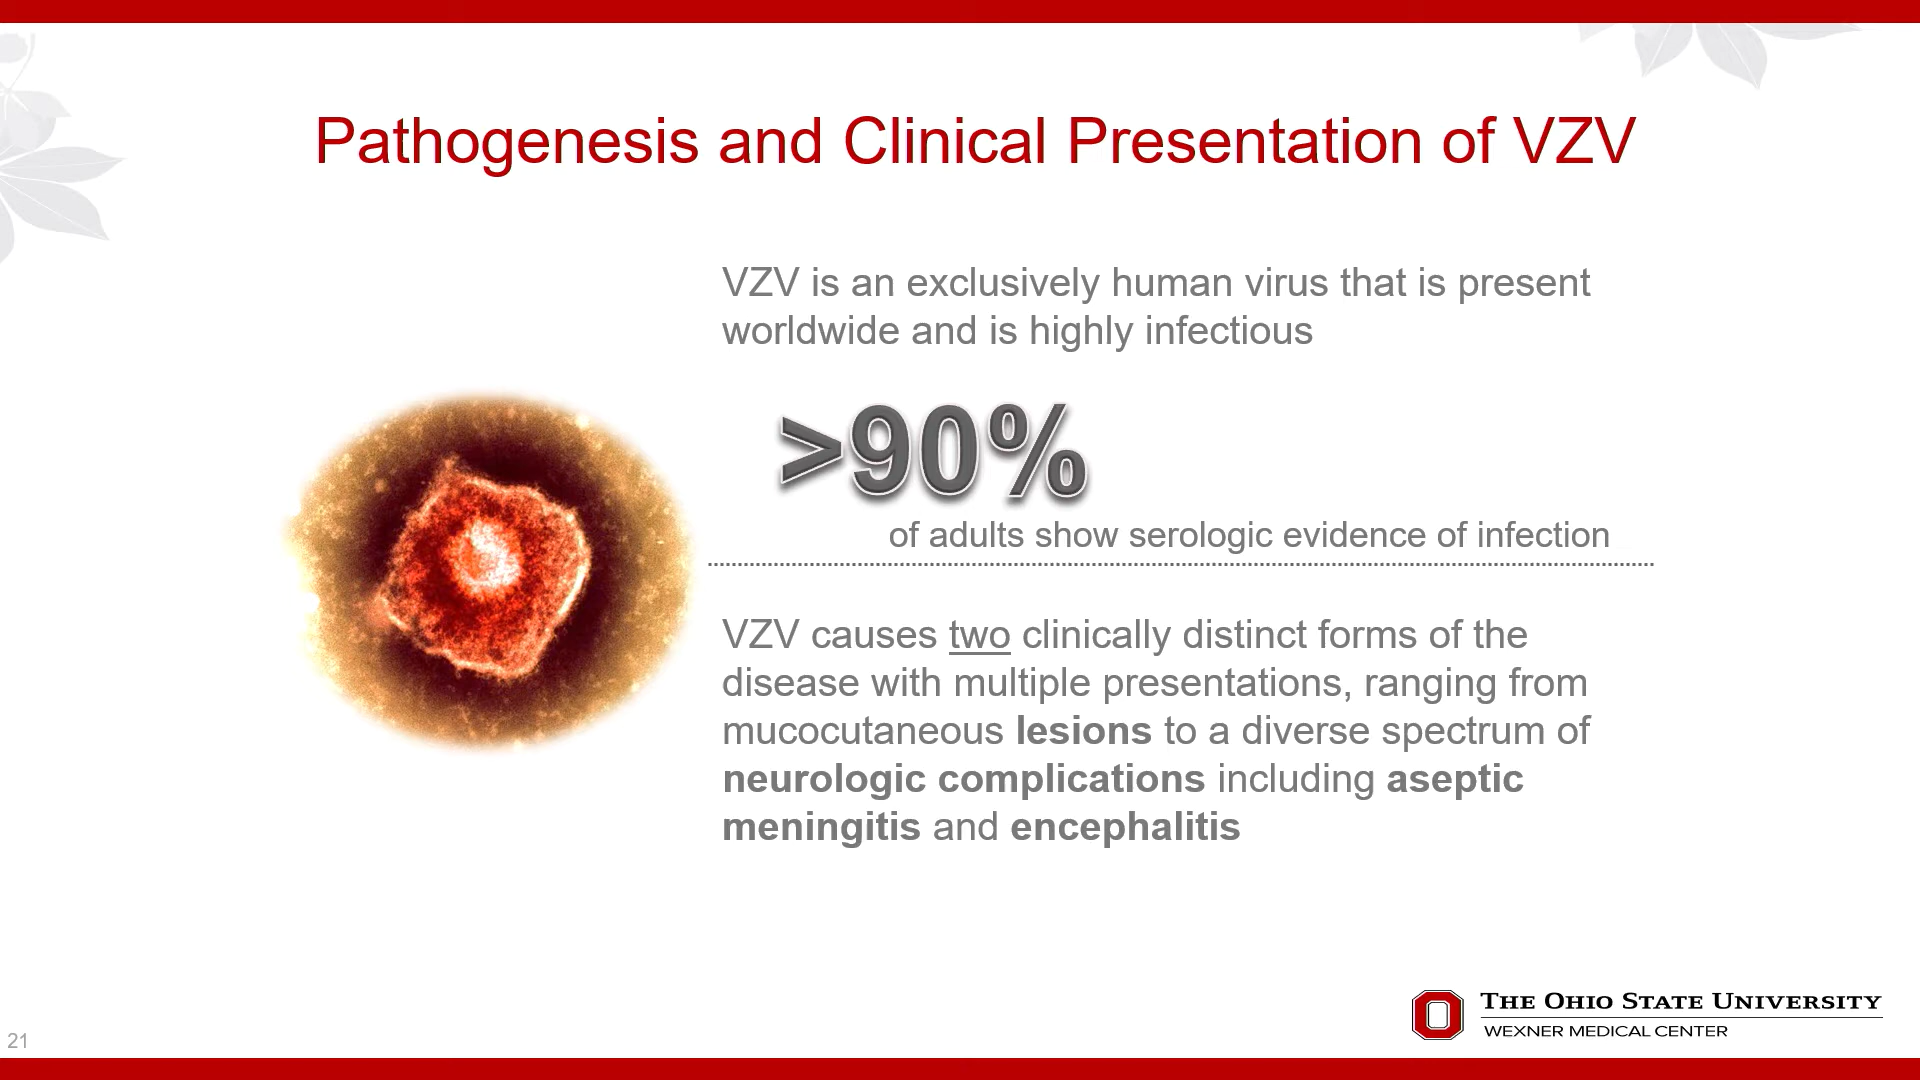 Pathogenesis and Clinical Presentation of VZV
VZV is an exclusively human virus that is present
worldwide and is highly infectious
>90%
of adults show serologic evidence of infection
VZV causes two clinically distinct forms of the
disease with multiple presentations, ranging from
mucocutaneous lesions to a diverse spectrum of
neurologic complications including aseptic
meningitis and encephalitis
THE OHIO STATE UNIVERSITY
WEXNER MEDICAL CENTER
21